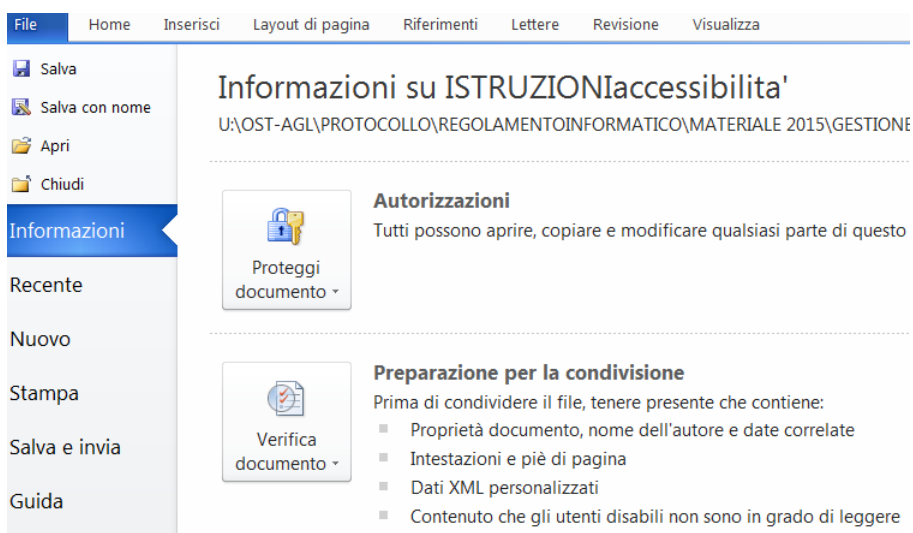 File Home Inserisci Layout di pagina Riferimenti Lettere Revisione Visualizza
Salva
Salva con nome
Apri
Chiudi
Informazioni
Recente
Nuovo
Stampa
Salva e invia
Guida
Informazioni su ISTRUZIONIaccessibilita'
U:\OST-AGL\PROTOCOLLO\REGOLAMENTOINFORMATICO\MATERIALE 2015\GESTIONE
Proteggi
documento
Autorizzazioni
Tutti possono aprire, copiare e modificare qualsiasi parte di questo
Verifica
documento
Preparazione per la condivisione
Prima di condividere il file, tenere presente che contiene:
Proprietà documento, nome dell'autore e date correlate
Intestazioni e piè di pagina
Dati XML personalizzati
Contenuto che gli utenti disabili non sono in grado di leggere